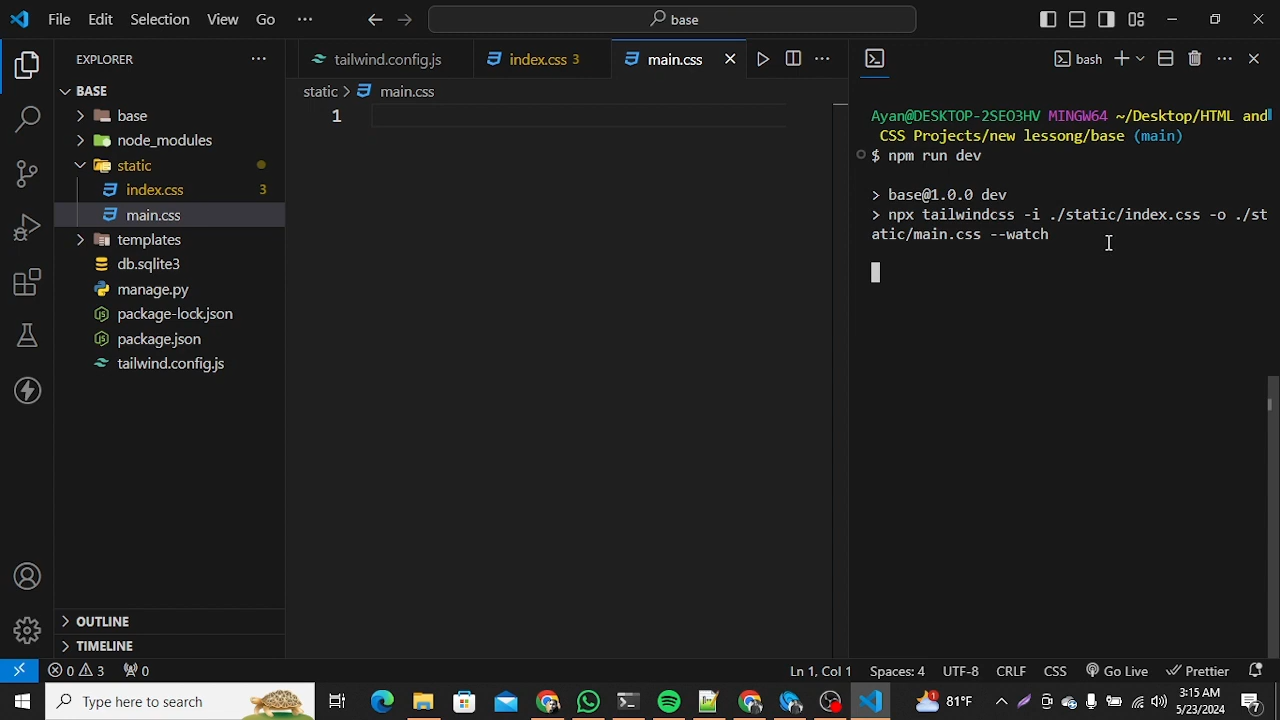 File Edit Selection View Go ··· base
EXPLORER ···
BASE
base
node_modules
static
index.css 3
main.css
templates
db.sqlite3
manage.py
package-lock.json
package.json
tailwind.config.js
OUTLINE
TIMELINE
tailwind.config.js index.css 3 main.css
static > main.css
1
bash
Ayan@DESKTOP-2SEO3HV MINGW64 ~/Desktop/HTML and
CSS Projects/new lessong/base (main)
$ npm run dev
> base@1.0.0 dev
> npx tailwindcss -i ./static/index.css -o ./st
atic/main.css --watch
0 3 0 Ln 1, Col 1 Spaces: 4 UTF-8 CRLF CSS Go Live Prettier
Type here to search 1 81°F 3:15 AM
5/23/2024 7